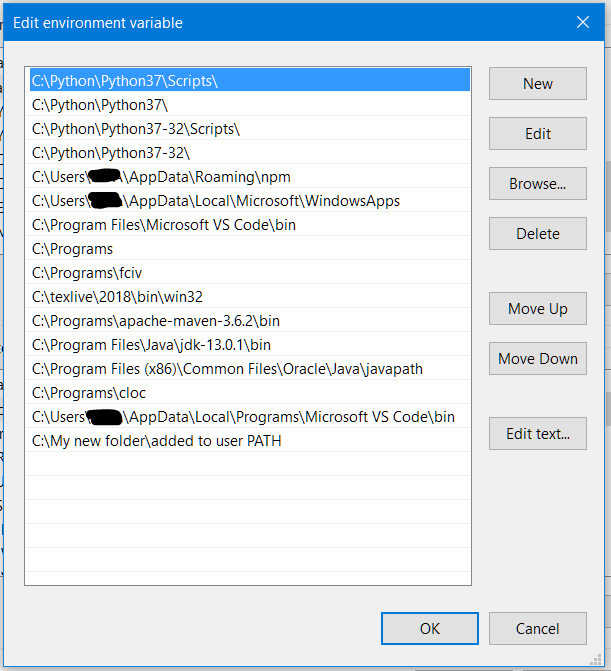 Edit environment variable
C:\Python\Python37\Scripts\
C:\Python\Python37\
C:\Python\Python37-32\Scripts\
C:\Python\Python37-32\
C:\Users\ \AppData\Roaming\npm
C:\Users\ \AppData\Local\Microsoft\WindowsApps
C:\Program Files\Microsoft VS Code\bin
C:\Programs
C:\Programs\fciv
C:\texlive\2018\bin\win32
C:\Programs\apache-maven-3.6.2\bin
C:\Program Files\Java\jdk-13.0.1\bin
C:\Program Files (x86)\Common Files\Oracle\Java\javapath
C:\Programs\cloc
C:\Users\ \AppData\Local\Programs\Microsoft VS Code\bin
C:\My new folder\added to user PATH
New
Edit
Browse...
Delete
Move Up
Move Down
Edit text...
OK
Cancel